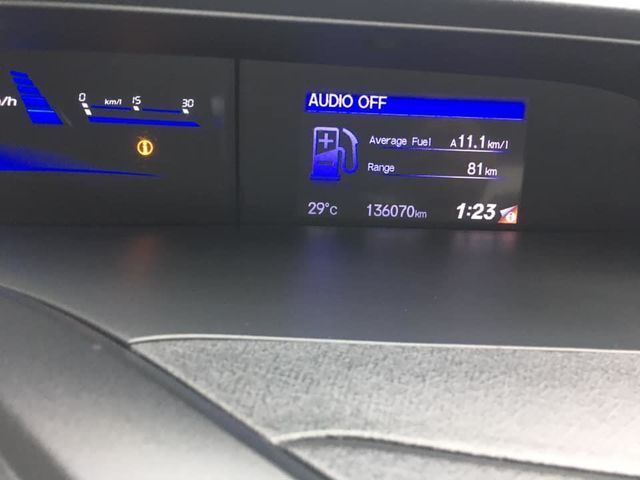 AUDIO OFF
m/h 0 km/l 15 30
Average Fuel A11.1km/l
Range 81km
29°C 136070km 1:23